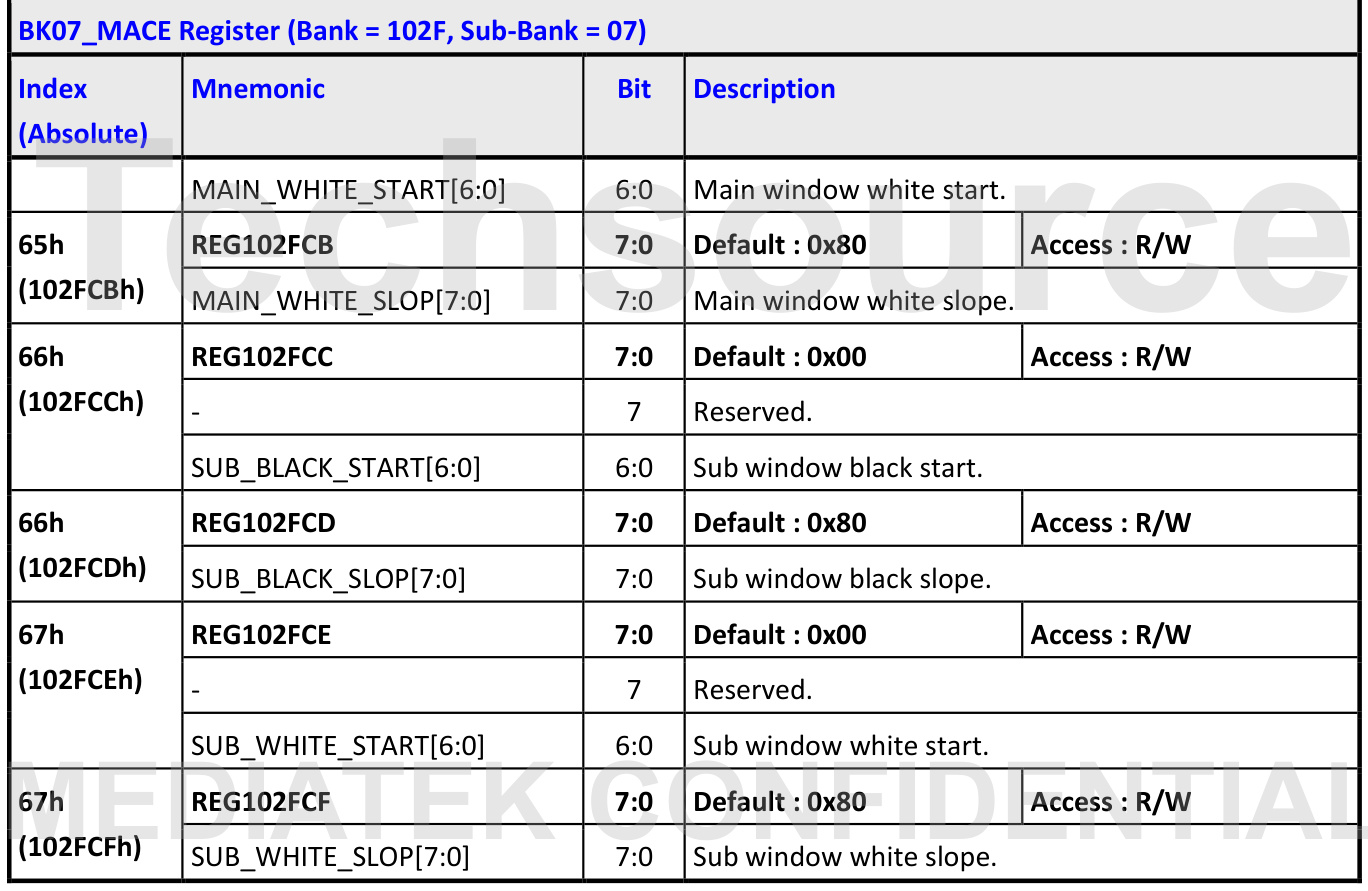 BK07_MACE Register (Bank = 102F, Sub-Bank = 07)
Index (Absolute) Mnemonic Bit Description
MAIN_WHITE_START[6:0] 6:0 Main window white start.
65h (102FCBh) REG102FCB 7:0 Default : 0x80 Access : R/W
MAIN_WHITE_SLOP[7:0] 7:0 Main window white slope.
66h (102FCCh) REG102FCC 7:0 Default : 0x00 Access : R/W
- 7 Reserved.
SUB_BLACK_START[6:0] 6:0 Sub window black start.
66h (102FCDh) REG102FCD 7:0 Default : 0x80 Access : R/W
SUB_BLACK_SLOP[7:0] 7:0 Sub window black slope.
67h (102FCEh) REG102FCE 7:0 Default : 0x00 Access : R/W
- 7 Reserved.
SUB_WHITE_START[6:0] 6:0 Sub window white start.
67h (102FCFh) REG102FCF 7:0 Default : 0x80 Access : R/W
SUB_WHITE_SLOP[7:0] 7:0 Sub window white slope.
Techsource
MEDIATEK CONFIDENTIAL